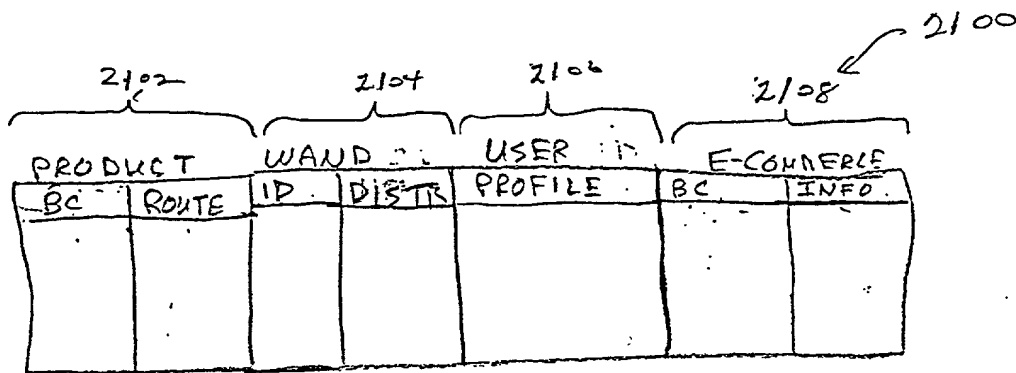 2100
2102 2104 2106 2108
PRODUCT WAND USER E-COMMERCE
BC ROUTE ID DISTR PROFILE BC INFO